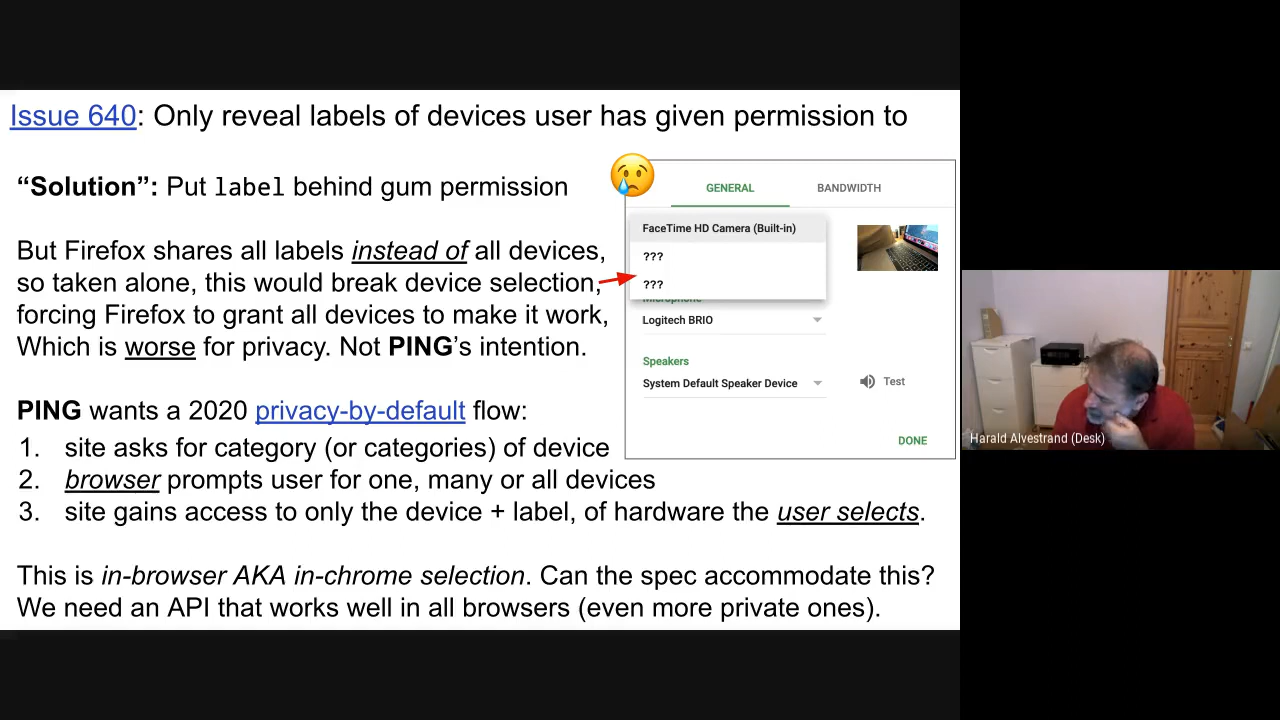 Issue 640: Only reveal labels of devices user has given permission to
“Solution”: Put label behind gum permission
But Firefox shares all labels instead of all devices,
so taken alone, this would break device selection,
forcing Firefox to grant all devices to make it work,
Which is worse for privacy. Not PING’s intention.
PING wants a 2020 privacy-by-default flow:
1. site asks for category (or categories) of device
2. browser prompts user for one, many or all devices
3. site gains access to only the device + label, of hardware the user selects.
This is in-browser AKA in-chrome selection. Can the spec accommodate this?
We need an API that works well in all browsers (even more private ones).
GENERAL BANDWIDTH
FaceTime HD Camera (Built-in)
???
???
Microphone
Logitech BRIO
Speakers
System Default Speaker Device
Test
DONE
Harald Alvestrand (Desk)